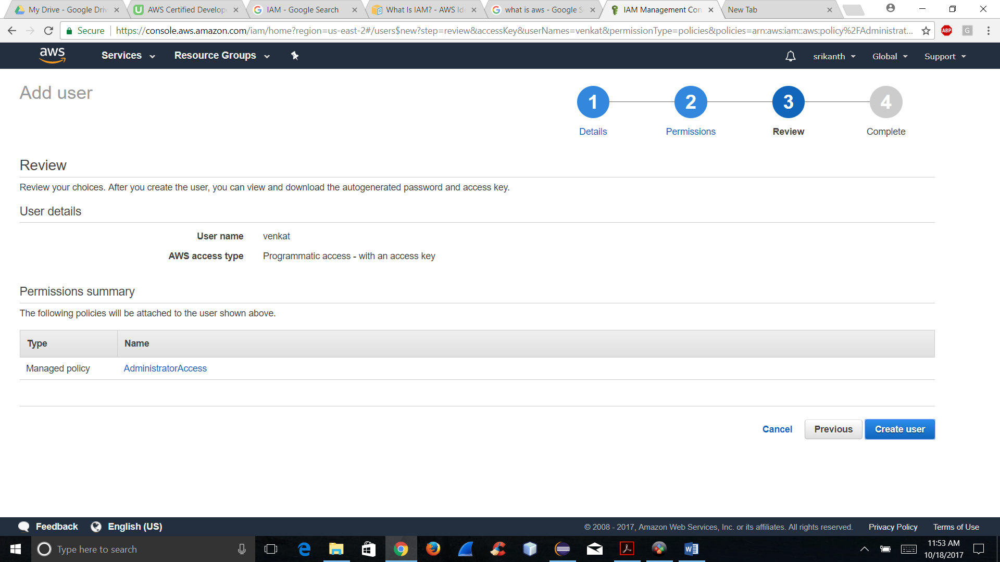 My Drive - Google Driv
AWS Certified Develope
IAM - Google Search
What Is IAM? - AWS Ide
what is aws - Google S
IAM Management Con
New Tab
Secure
https://console.aws.amazon.com/iam/home?region=us-east-2#/users$new?step=review&accessKey&userNames=venkat&permissionType=policies&policies=arn:aws:iam::aws:policy%2FAdministrat...
ABP
G
aws
Services
Resource Groups
srikanth
Global
Support
Add user
1
2
3
4
Details
Permissions
Review
Complete
Review
Review your choices. After you create the user, you can view and download the autogenerated password and access key.
User details
User name venkat
AWS access type Programmatic access - with an access key
Permissions summary
The following policies will be attached to the user shown above.
Type Name
Managed policy AdministratorAccess
Cancel
Previous
Create user
Feedback
English (US)
© 2008 - 2017, Amazon Web Services, Inc. or its affiliates. All rights reserved.
Privacy Policy
Terms of Use
Type here to search
11:53 AM
10/18/2017